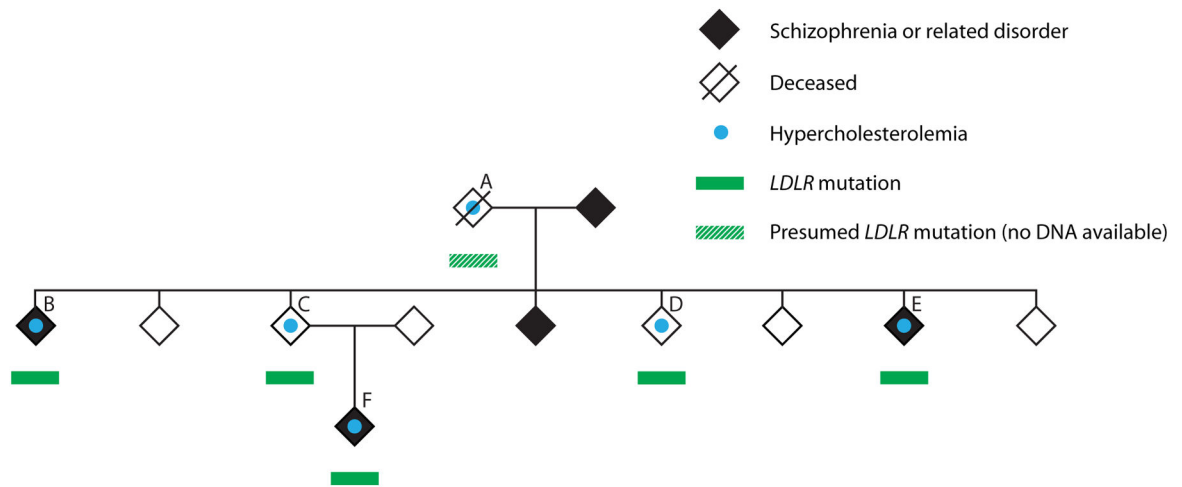 Schizophrenia or related disorder
Deceased
Hypercholesterolemia
LDLR mutation
Presumed LDLR mutation (no DNA available)
A
B
C
D
E
F